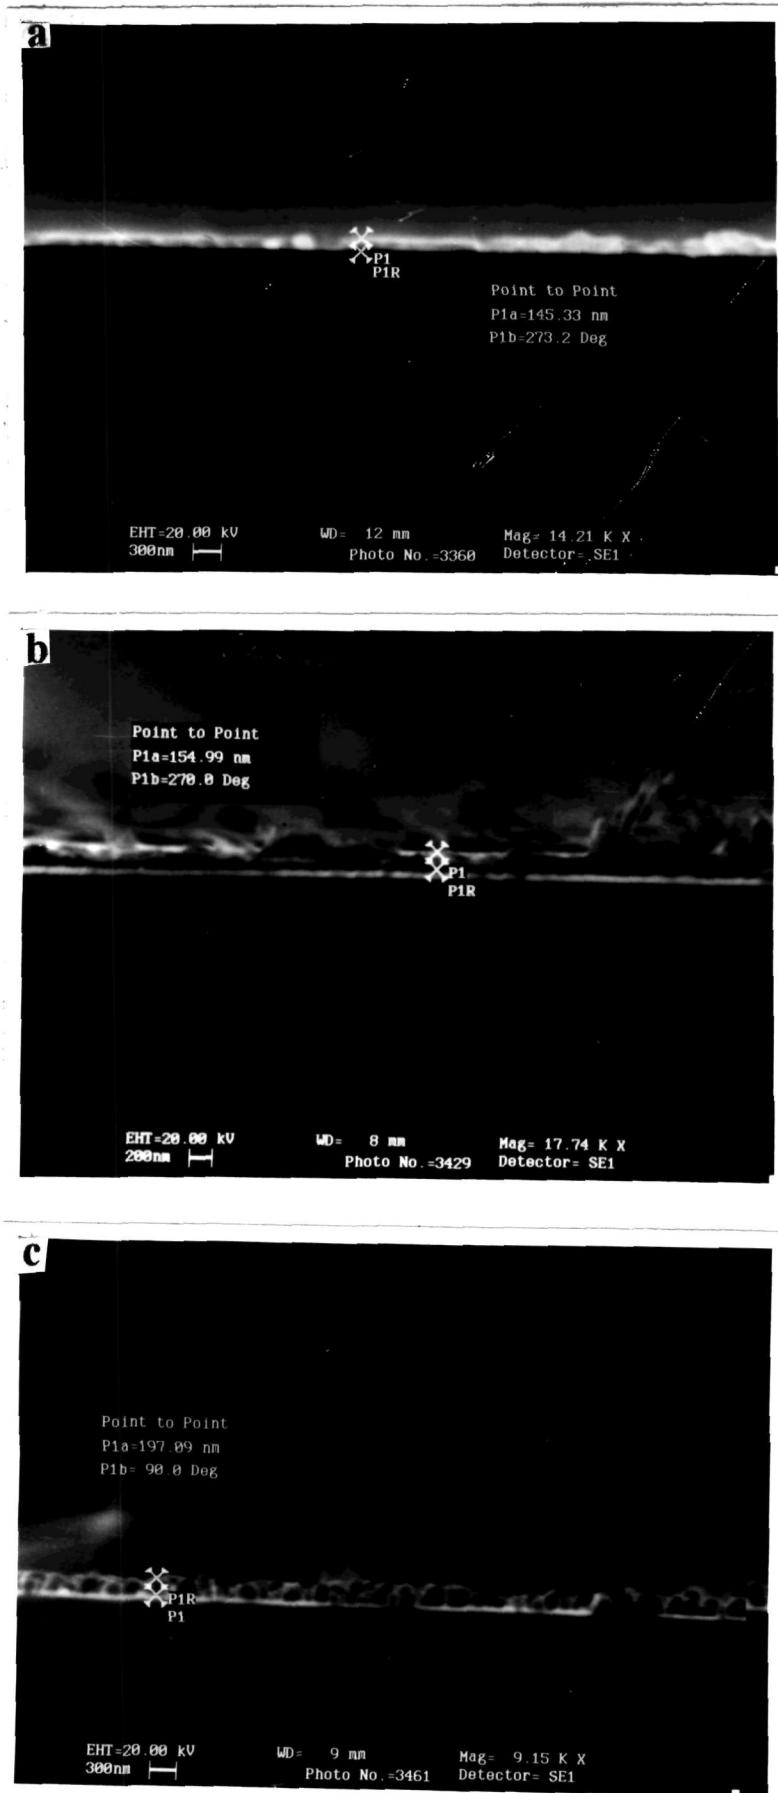 a
P1
P1R
Point to Point
P1a=145.33 nm
P1b=273.2 Deg
EHT=20.00 kV WD= 12 mm Mag= 14.21 K X
300nm Photo No.=3360 Detector= SE1
b
Point to Point
P1a=154.99 nm
P1b=270.0 Deg
P1
P1R
EHT=20.00 kV WD= 8 mm Mag= 17.74 K X
200nm Photo No.=3429 Detector= SE1
c
Point to Point
P1a=197.09 nm
P1b= 90.0 Deg
P1R
P1
EHT=20.00 kV WD= 9 mm Mag= 9.15 K X
300nm Photo No.=3461 Detector= SE1